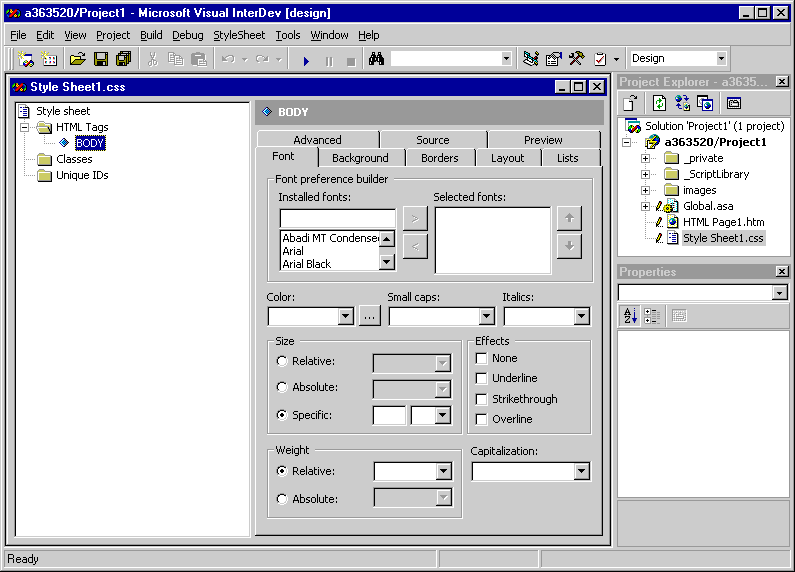 a363520/Project1 - Microsoft Visual InterDev [design]
File Edit View Project Build Debug StyleSheet Tools Window Help
Design
Style Sheet1.css
Style sheet
HTML Tags
BODY
Classes
Unique IDs
BODY
Advanced Source Preview
Font Background Borders Layout Lists
Font preference builder
Installed fonts: Selected fonts:
>
<
Abadi MT Condensed
Arial
Arial Black
Color: Small caps: Italics:
...
Size
Relative:
Absolute:
Specific:
Effects
None
Underline
Strikethrough
Overline
Weight
Relative:
Absolute:
Capitalization:
Project Explorer - a3635...
Solution 'Project1' (1 project)
a363520/Project1
_private
_ScriptLibrary
images
Global.asa
HTML Page1.htm
Style Sheet1.css
Properties
Ready